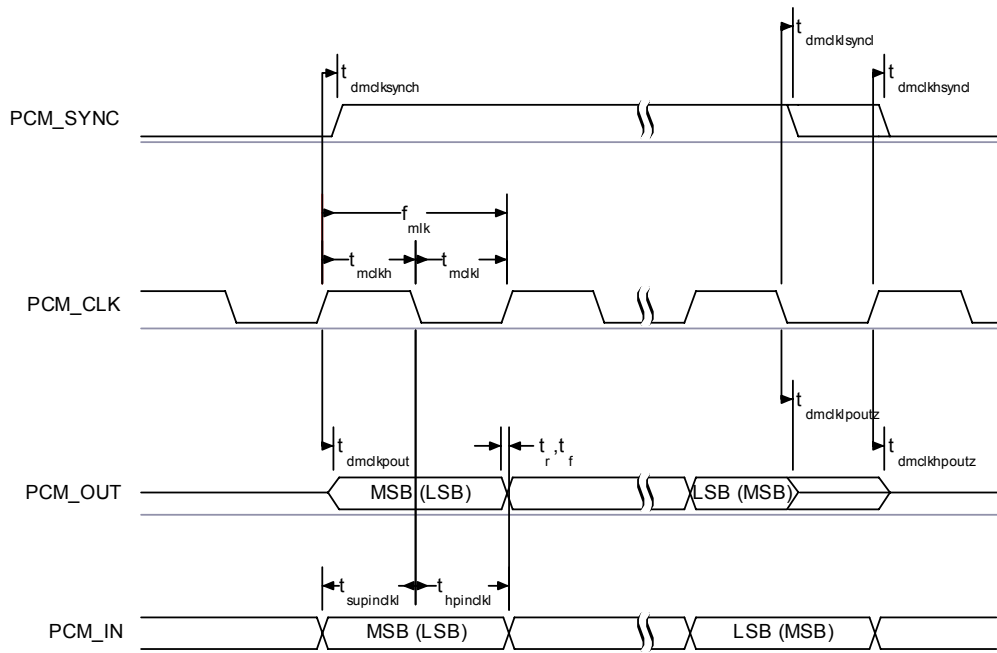 t dmclklsyncl
t dmclksynch
t dmclkhsyncl
PCM_SYNC
f mlk
t mclkh
t mclkl
PCM_CLK
t dmclklpoutz
t dmclkpout
t r ,t f
t dmclkhpoutz
PCM_OUT
MSB (LSB)
LSB (MSB)
t supinclkl
t hpinclkl
PCM_IN
MSB (LSB)
LSB (MSB)